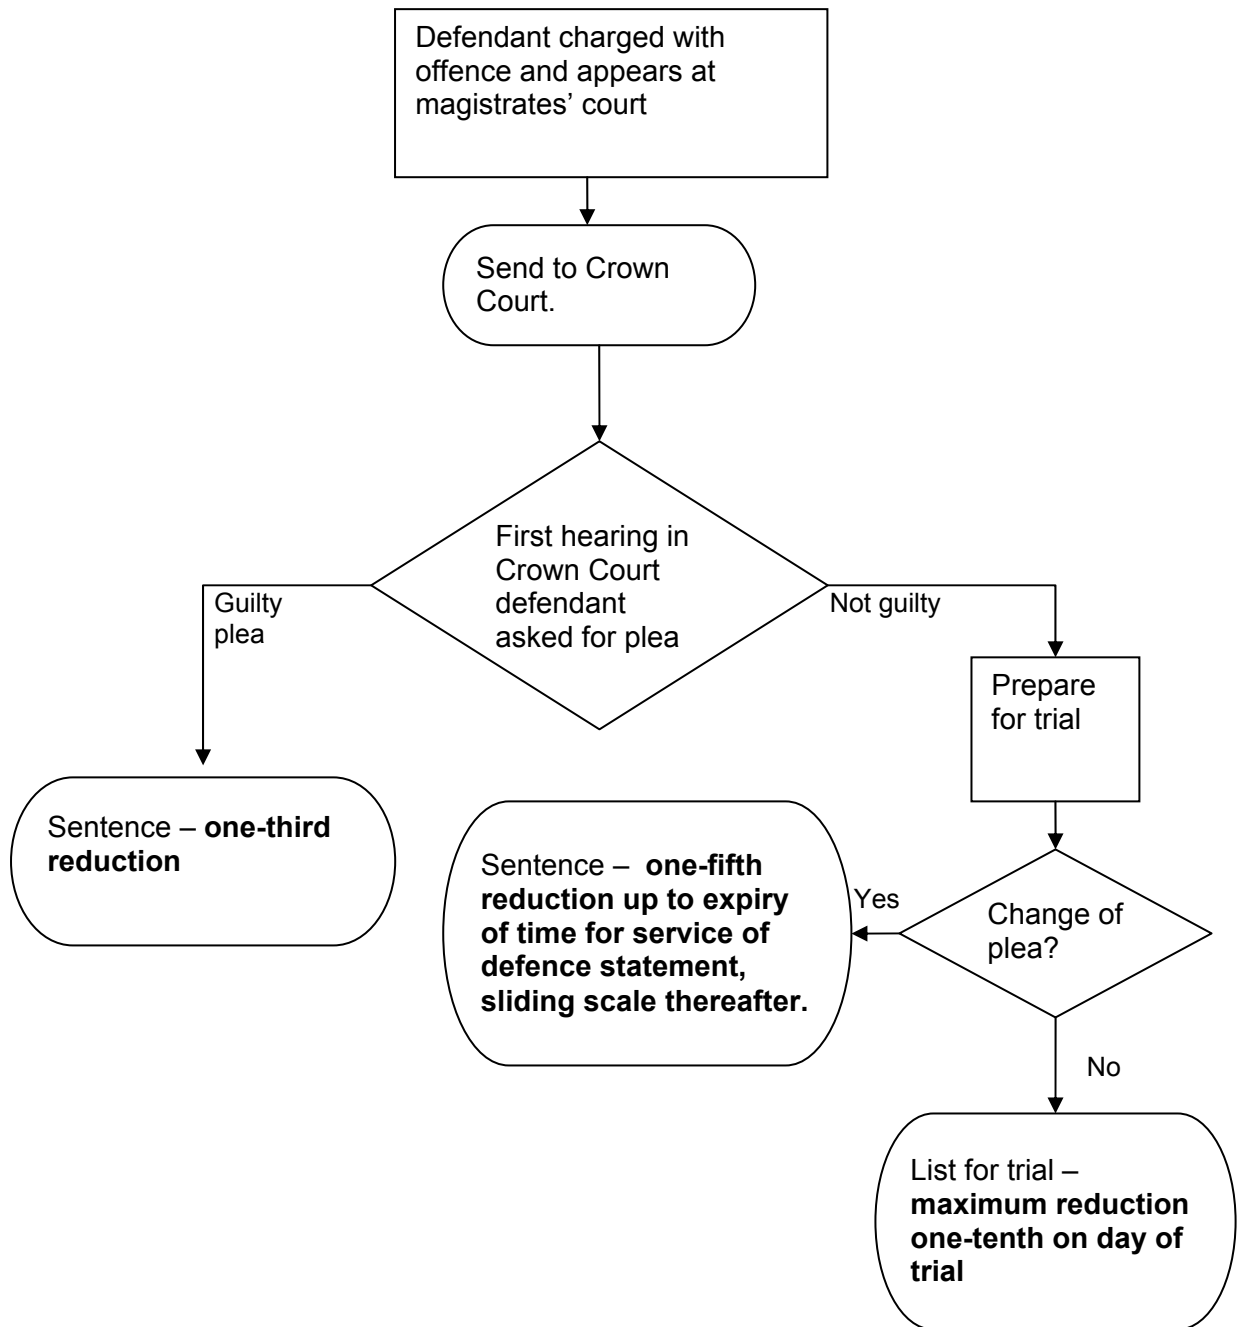 Defendant charged with
offence and appears at
magistrates’ court
Send to Crown
Court.
First hearing in
Crown Court
defendant
asked for plea
Guilty
plea
Not guilty
Prepare
for trial
Sentence – one-third
reduction
Sentence –  one-fifth
reduction up to expiry
of time for service of
defence statement,
sliding scale thereafter.
Yes
Change of
plea?
No
List for trial –
maximum reduction
one-tenth on day of
trial